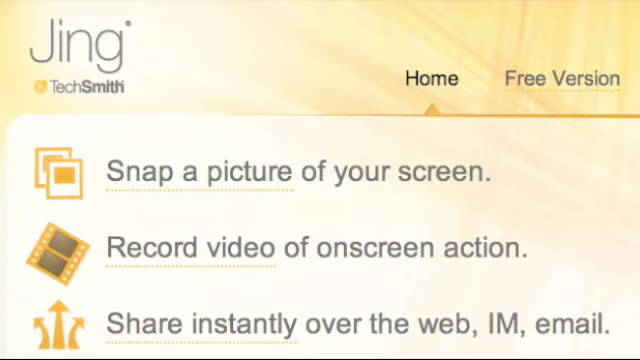 Jing®
TechSmith
Home Free Version
Snap a picture of your screen.
Record video of onscreen action.
Share instantly over the web, IM, email.